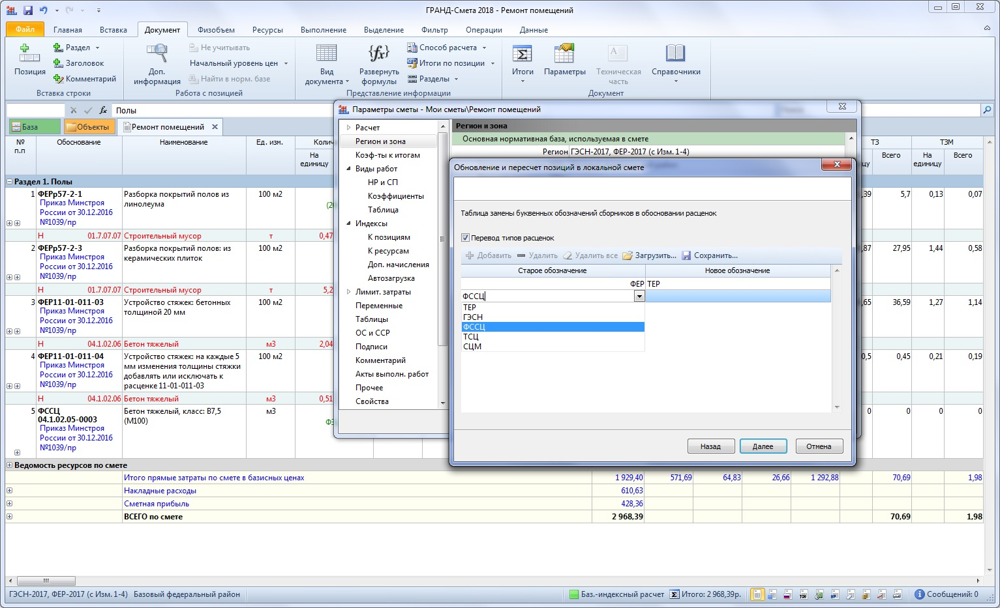 ГРАНД-Смета 2018 - Ремонт помещений
Файл Главная Вставка Документ Физобъем Ресурсы Выполнение Выделение Фильтр Операции Данные
Позиция
Раздел
Заголовок
Комментарий
Вставка строки
Доп. информация
Не учитывать
Начальный уровень цен
Найти в норм. базе
Работа с позицией
Вид документа
Развернуть формулы
Способ расчета
Итоги по позиции
Разделы
Представление информации
Итоги
Параметры
Техническая часть
Справочники
Документ
fx Полы
База Объекты Ремонт помещений
№ п.п Обоснование Наименование Ед. изм. Колич
На единицу
ТЗ ТЗМ
Всего На единицу Всего
Раздел 1. Полы
1 ФЕРр57-2-1 Разборка покрытий полов из линолеума 100 м2 5,7 0,13 0,07
Приказ Минстроя
России от 30.12.2016
№1039/пр
Н 01.7.07.07 Строительный мусор т 0,47
2 ФЕРр57-2-3 Разборка покрытий полов: из керамических плиток 100 м2 27,95 1,44 0,58
Приказ Минстроя
России от 30.12.2016
№1039/пр
Н 01.7.07.07 Строительный мусор т 5,2
3 ФЕР11-01-011-03 Устройство стяжек: бетонных толщиной 20 мм 100 м2 36,59 1,27 1,14
Приказ Минстроя
России от 30.12.2016
№1039/пр
Н 04.1.02.06 Бетон тяжелый м3 2,04
4 ФЕР11-01-011-04 Устройство стяжек: на каждые 5 мм изменения толщины стяжки добавлять или исключать к расценке 11-01-011-03 100 м2 0,5 0,45 0,21 0,19
Приказ Минстроя
России от 30.12.2016
№1039/пр
Н 04.1.02.06 Бетон тяжелый м3 0,51
5 ФССЦ 04.1.02.05-0003 Бетон тяжелый, класс: В7,5 (М100) м3 0 0 0 0
Приказ Минстроя
России от 30.12.2016
№1039/пр
Ведомость ресурсов по смете
Итого прямые затраты по смете в базисных ценах 1 929,40 571,69 64,83 26,66 1 292,88 70,69 1,98
Накладные расходы 610,63
Сметная прибыль 428,36
ВСЕГО по смете 2 968,39 70,69 1,98
Параметры сметы - Мои сметы\Ремонт помещений
Расчет
Регион и зона
Коэф-ты к итогам
Виды работ
НР и СП
Коэффициенты
Таблица
Индексы
К позициям
К ресурсам
Доп. начисления
Автозагрузка
Лимит. затраты
Переменные
Таблицы
ОС и ССР
Подписи
Комментарий
Акты выполн. работ
Прочее
Свойства
Регион и зона
Основная нормативная база, используемая в смете
Регион ГЭСН-2017, ФЕР-2017 (с Изм. 1-4)
Обновление и пересчет позиций в локальной смете
Таблица замены буквенных обозначений сборников в обосновании расценок
Перевод типов расценок
Добавить Удалить Удалить все Загрузить... Сохранить...
Старое обозначение Новое обозначение
ФЕР ТЕР
ФССЦ
ТЕР
ГЭСН
ФССЦ
ТСЦ
СЦМ
Назад Далее Отмена
ГЭСН-2017, ФЕР-2017 (с Изм. 1-4) Базовый федеральный район Баз.-индексный расчет Итого: 2 968,39р. Сообщений: 0